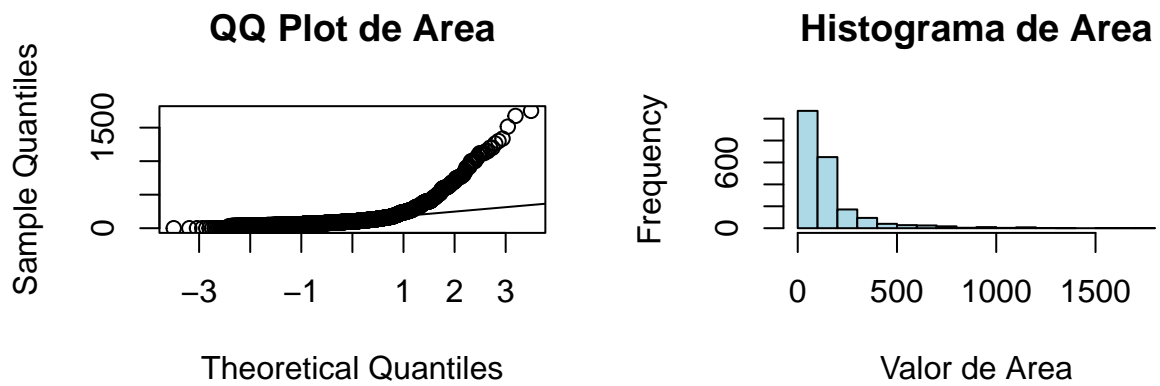 QQ Plot de Area
Sample Quantiles
0
1500
−3
−1
1
2
3
Theoretical Quantiles
Histograma de Area
Frequency
0
600
0
500
1000
1500
Valor de Area